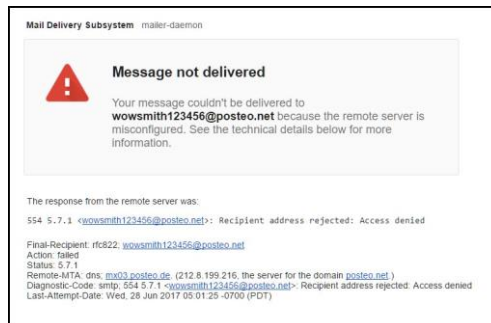 Mail Delivery Subsystem mailer-daemon
Message not delivered
Your message couldn't be delivered to
wowsmith123456@posteo.net because the remote server is
misconfigured. See the technical details below for more
information.
The response from the remote server was:
554 5.7.1 <wowsmith123456@posteo.net>: Recipient address rejected: Access denied
Final-Recipient: rfc822; wowsmith123456@posteo.net
Action: failed
Status: 5.7.1
Remote-MTA: dns; mx03.posteo.de. (212.8.199.216, the server for the domain posteo.net.)
Diagnostic-Code: smtp; 554 5.7.1 <wowsmith123456@posteo.net>: Recipient address rejected: Access denied
Last-Attempt-Date: Wed, 28 Jun 2017 05:01:25 -0700 (PDT)